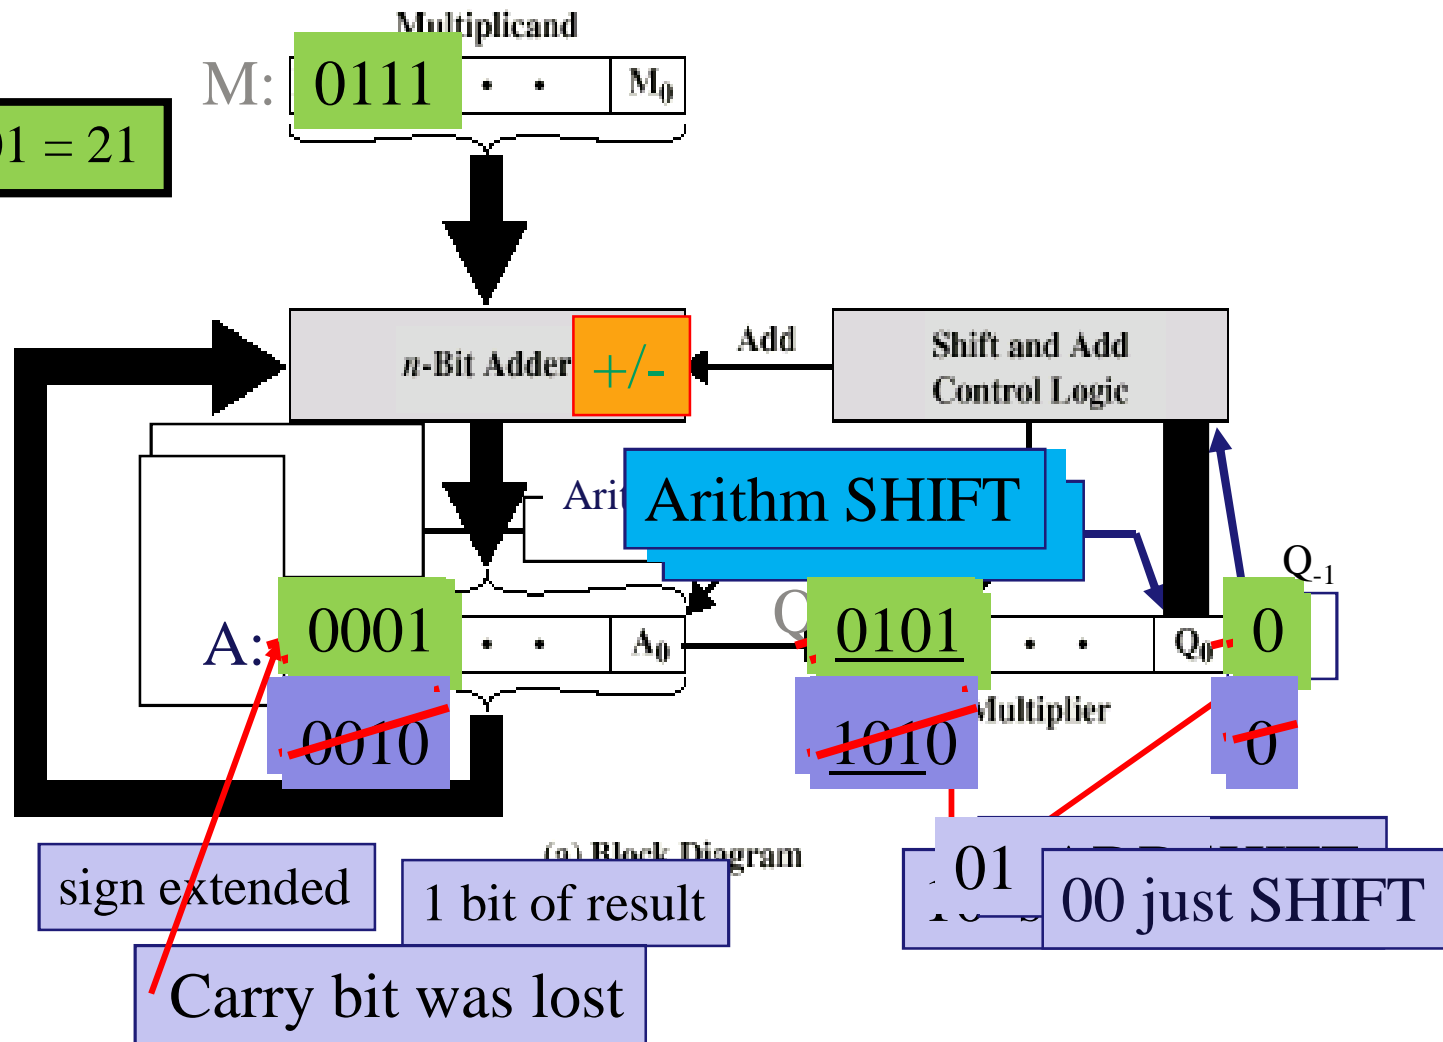 Multiplicand
M:
0111
M0
01 = 21
n-Bit Adder
+/-
Add
Shift and Add
Control Logic
Arithm SHIFT
Q-1
A:
0001
A0
Q
0101
Q0
0
0010
1010
0
Multiplier
(a) Block Diagram
sign extended
1 bit of result
01
00 just SHIFT
Carry bit was lost